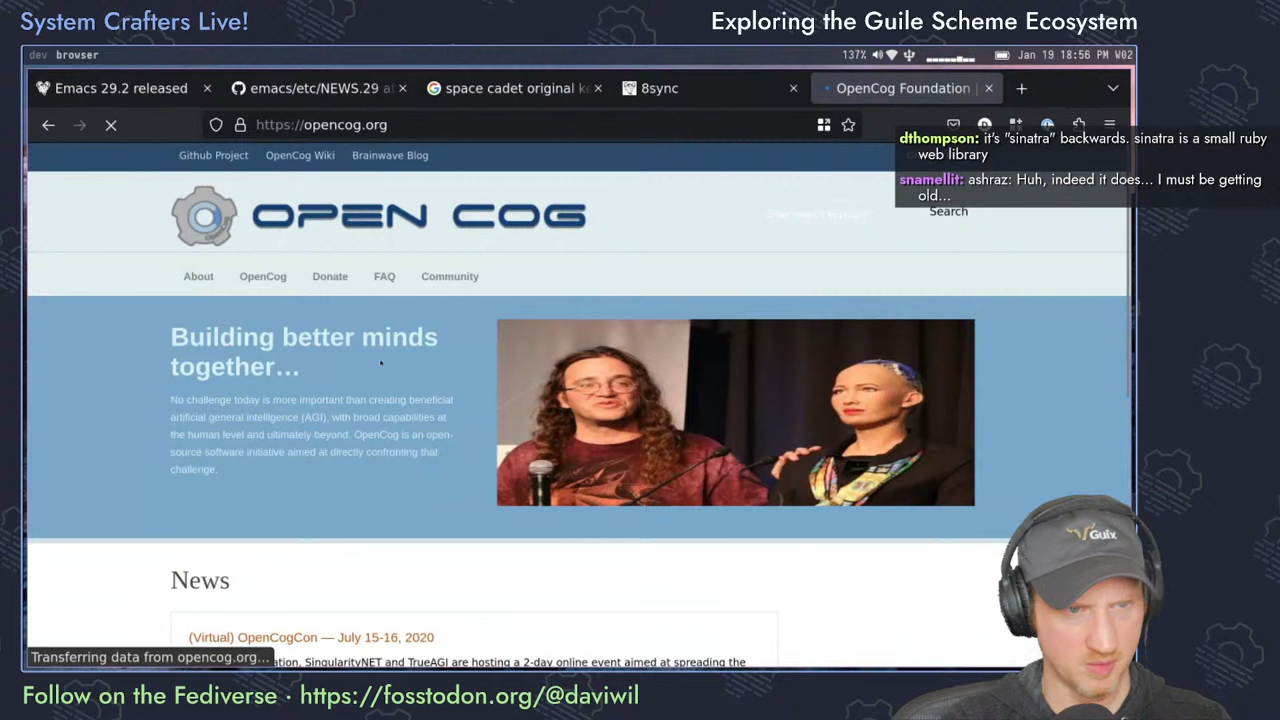 System Crafters Live!
Exploring the Guile Scheme Ecosystem
dev browser
137%
Jan 19 18:56 PM W02
Emacs 29.2 released
emacs/etc/NEWS.29 at
space cadet original ke
8sync
OpenCog Foundation |
https://opencog.org
dthompson: it's "sinatra" backwards. sinatra is a small ruby
web library
snamellit: ashraz: Huh, indeed it does... I must be getting
old...
Github Project
OpenCog Wiki
Brainwave Blog
OPEN COG
Search
About
OpenCog
Donate
FAQ
Community
Building better minds
together…
No challenge today is more important than creating beneficial
artificial general intelligence (AGI), with broad capabilities at
the human level and ultimately beyond. OpenCog is an open-
source software initiative aimed at directly confronting that
challenge.
News
(Virtual) OpenCogCon — July 15-16, 2020
ation, SingularityNET and TrueAGI are hosting a 2-day online event aimed at spreading the
Transferring data from opencog.org…
Guix
Follow on the Fediverse · https://fosstodon.org/@daviwil